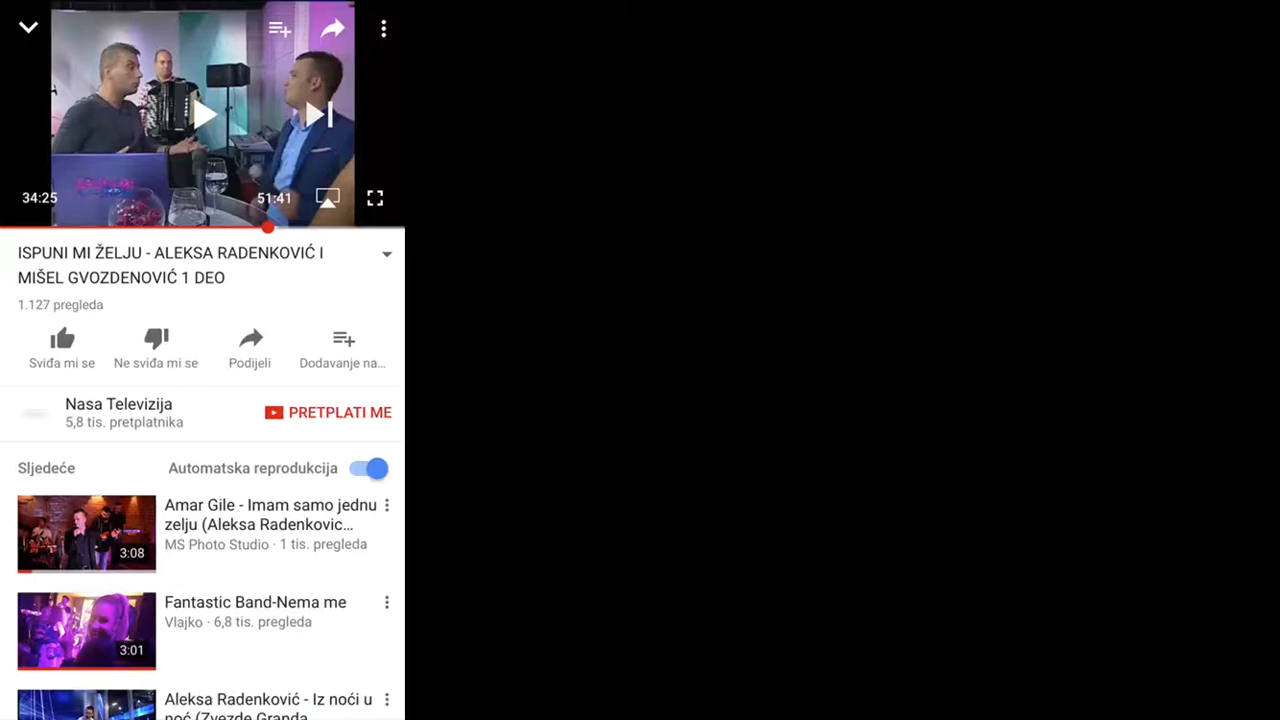 34:25
51:41
ISPUNI MI ŽELJU - ALEKSA RADENKOVIĆ I
MIŠEL GVOZDENOVIĆ 1 DEO
1.127 pregleda
Sviđa mi se
Ne sviđa mi se
Podijeli
Dodavanje na...
Nasa Televizija
5,8 tis. pretplatnika
PRETPLATI ME
Sljedeće
Automatska reprodukcija
3:08
Amar Gile - Imam samo jednu
zelju (Aleksa Radenkovic...
MS Photo Studio · 1 tis. pregleda
3:01
Fantastic Band-Nema me
Vlajko · 6,8 tis. pregleda
Aleksa Radenković - Iz noći u
noć (Zvezde Granda